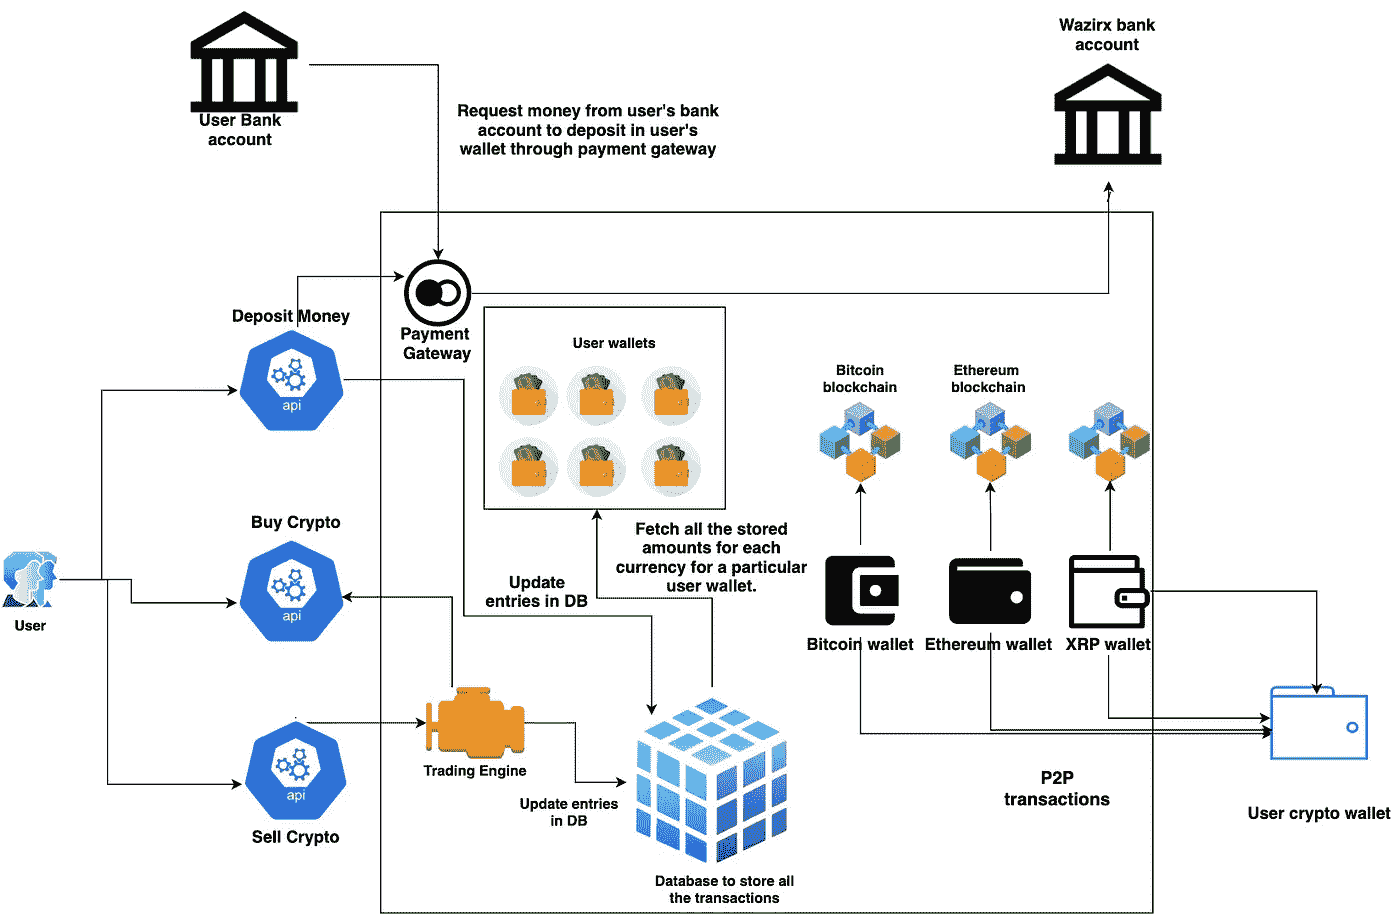 Wazirx bank
account
User Bank
account
Request money from user's bank
account to deposit in user's
wallet through payment gateway
Deposit Money
api
Payment
Gateway
User wallets
Bitcoin
blockchain
Ethereum
blockchain
Buy Crypto
api
Fetch all the stored
amounts for each
currency for a particular
user wallet.
Update
entries in DB
User
Bitcoin wallet
Ethereum wallet
XRP wallet
api
Sell Crypto
Trading Engine
Update entries
in DB
P2P
transactions
User crypto wallet
Database to store all
the transactions